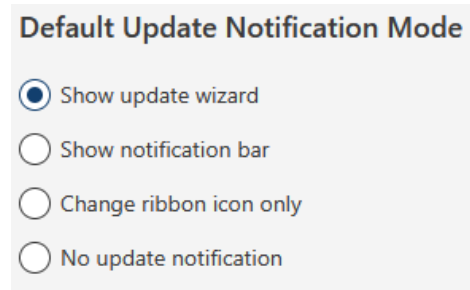 Default Update Notification Mode
Show update wizard
Show notification bar
Change ribbon icon only
No update notification